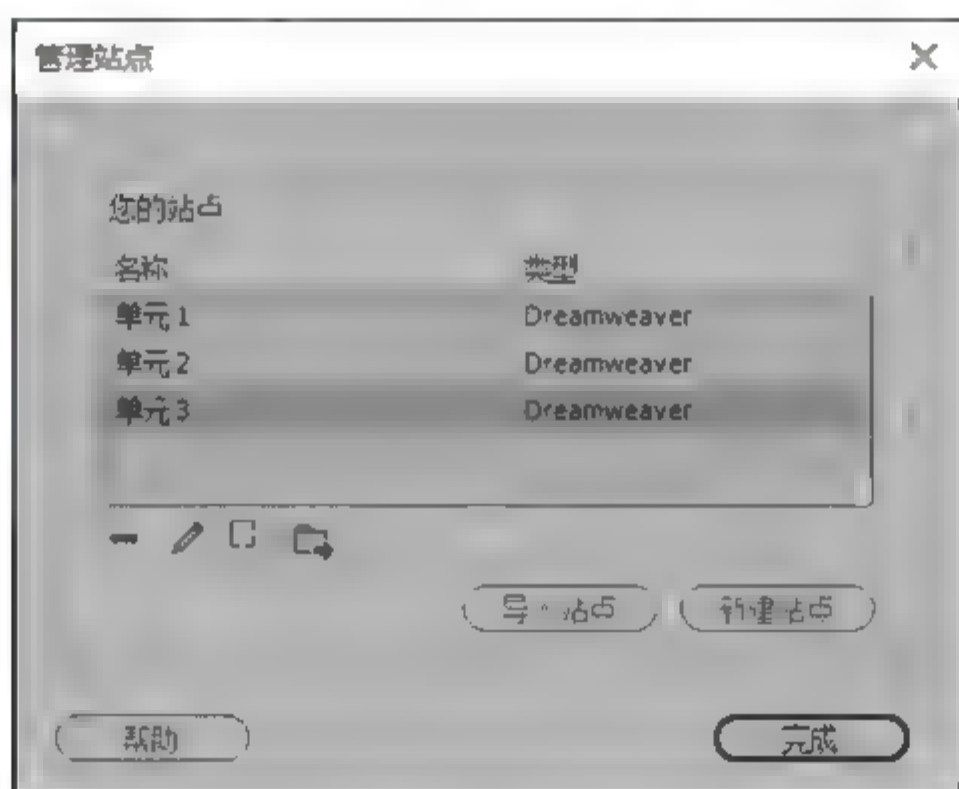 管理站点
您的站点
名称 类型
单元 1 Dreamweaver
单元 2 Dreamweaver
单元 3 Dreamweaver
导入站点 新建站点
帮助 完成